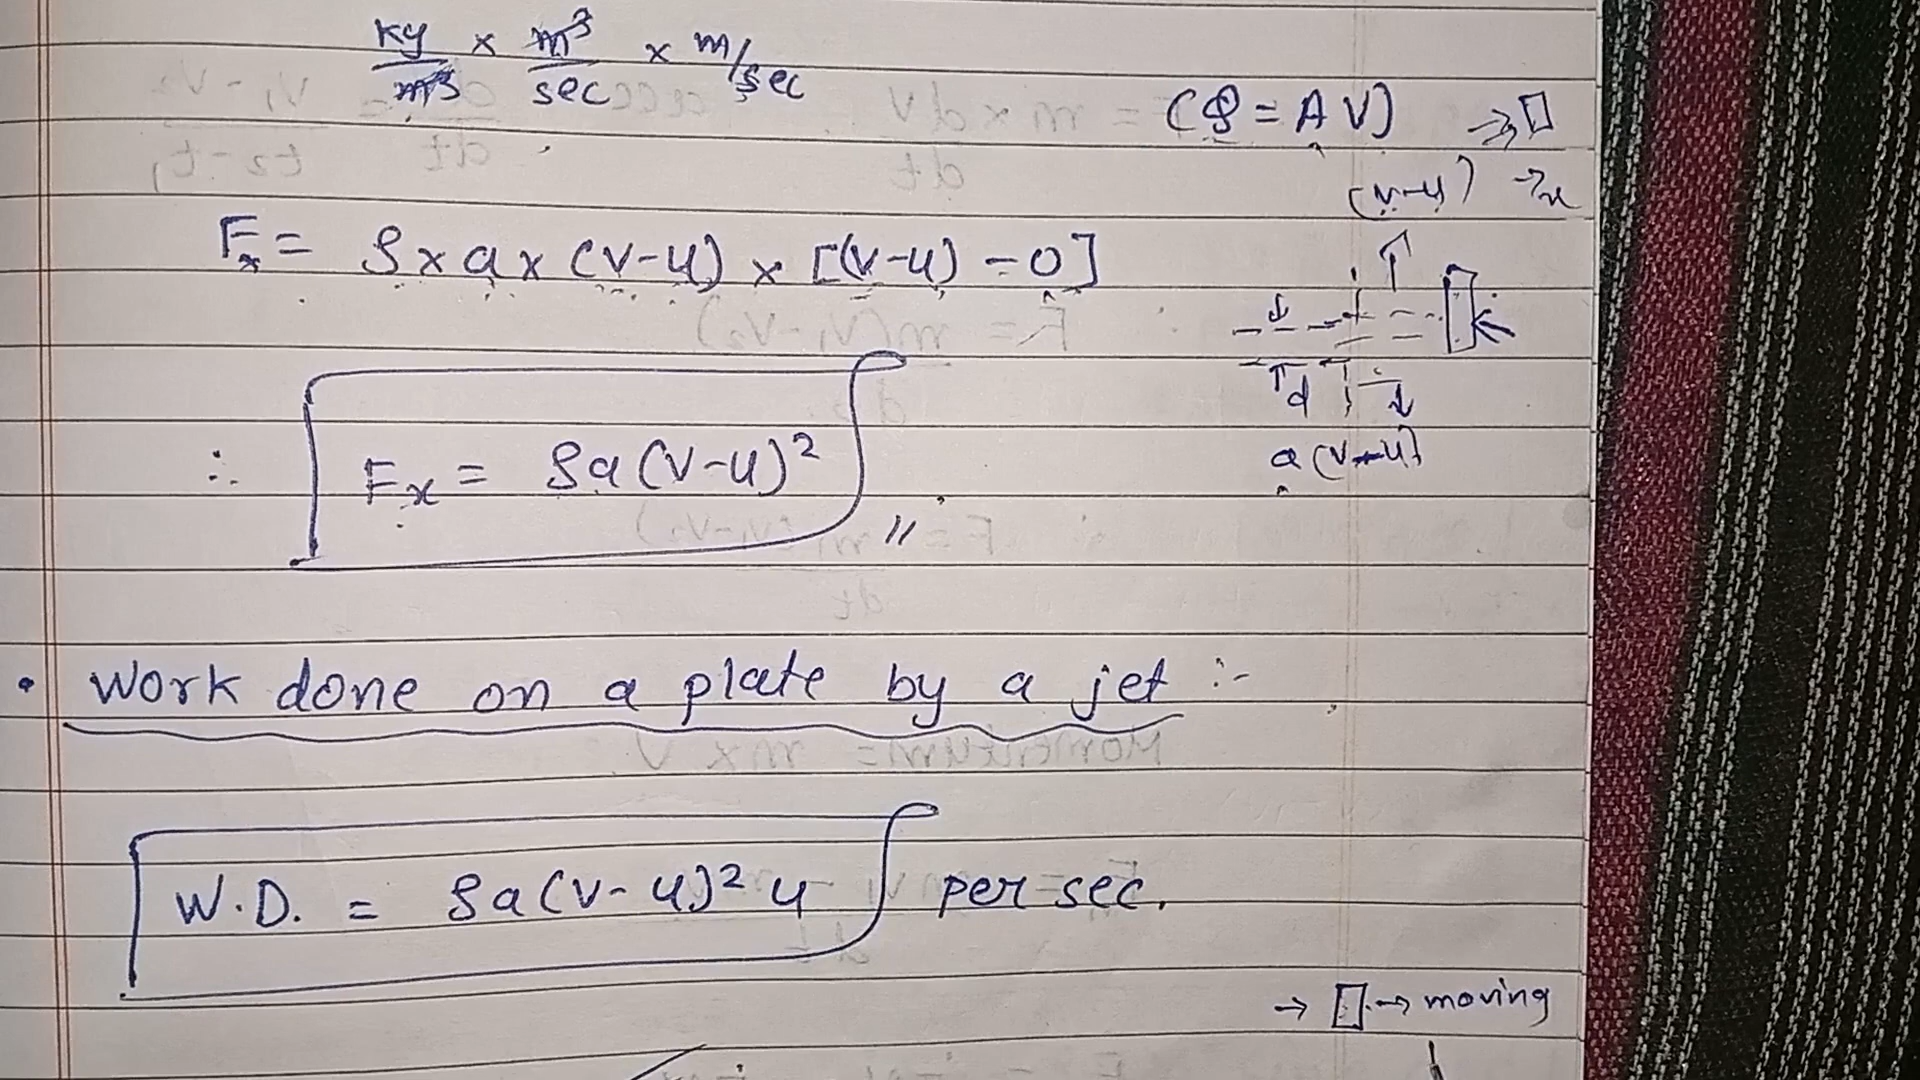 kg/m³ × m³/sec × m/sec
(Q = AV)
(v-u) → x
Fx = ρ × a × (v-u) × [(v-u) - 0]
d
∴ Fx = ρa(v-u)²
a(v-u)
• Work done on a plate by a jet :-
W.D. = ρa(v-u)² u per sec.
→ → moving